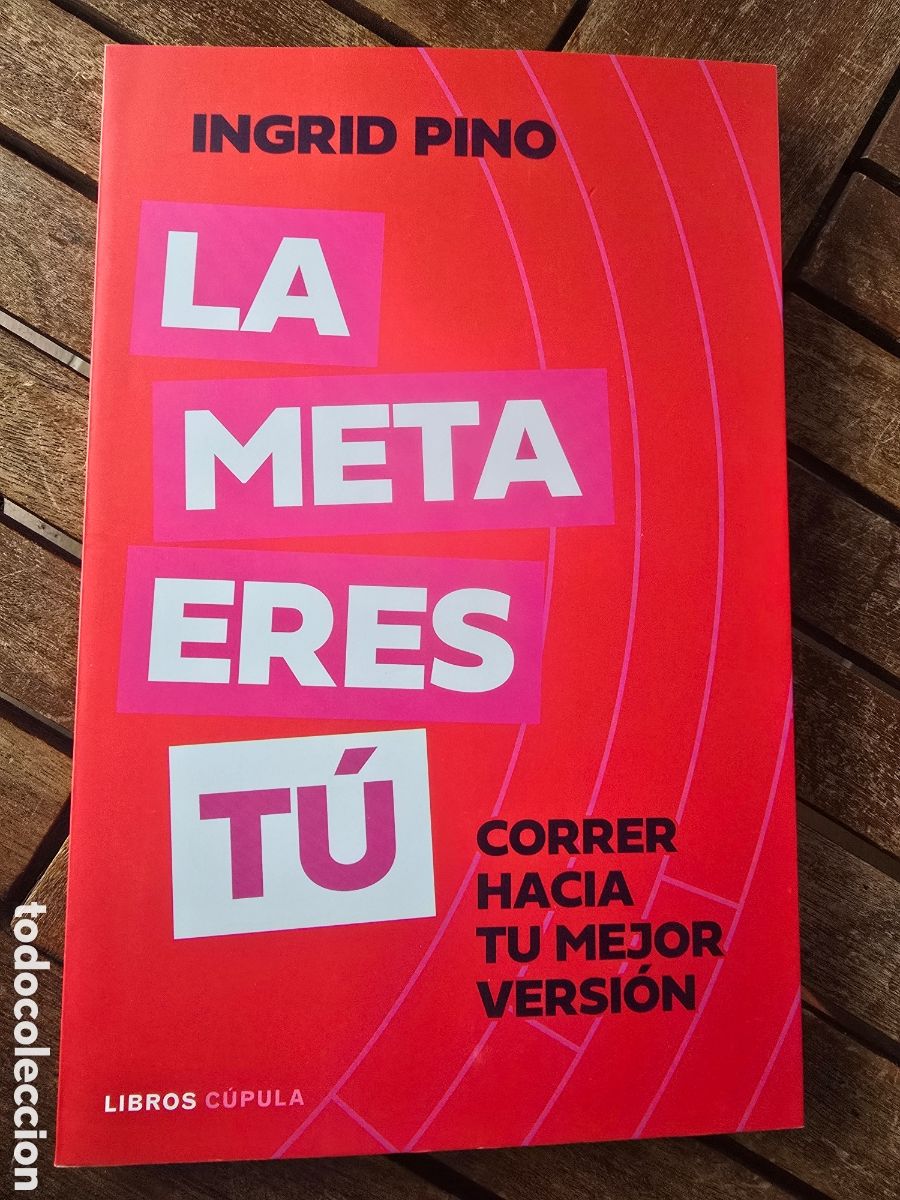 INGRID PINO
LA
META
ERES
TÚ
CORRER
HACIA
TU MEJOR
VERSIÓN
LIBROS CÚPULA
todocoleccion